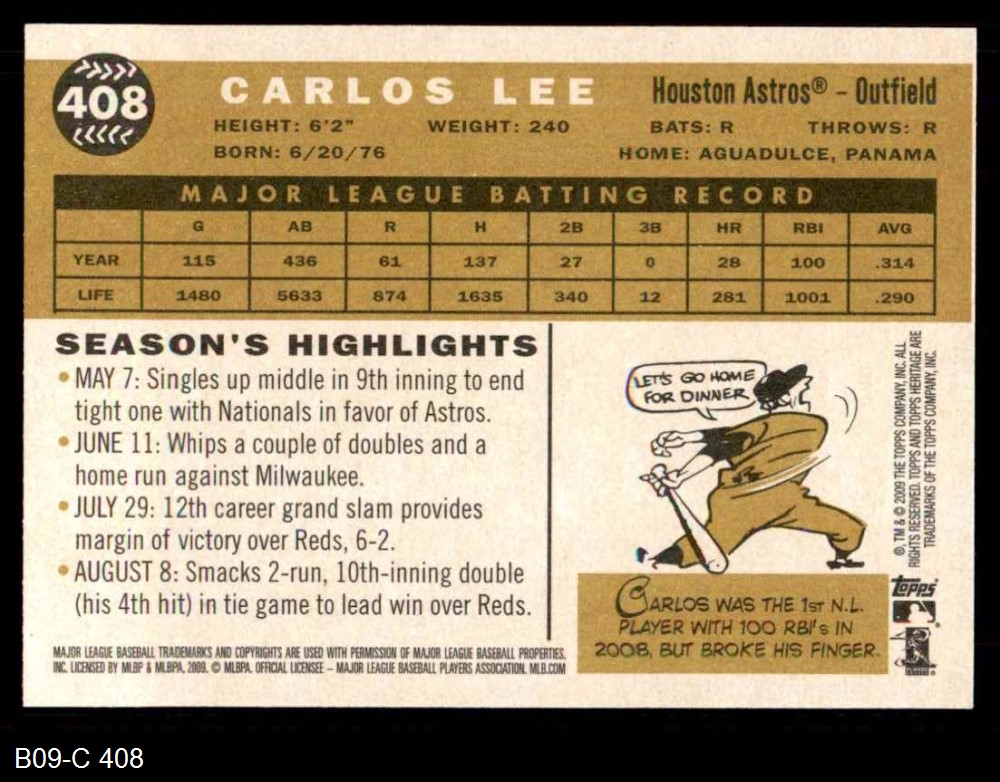 408
CARLOS LEE
Houston Astros® – Outfield
HEIGHT: 6'2" WEIGHT: 240 BATS: R THROWS: R
BORN: 6/20/76 HOME: AGUADULCE, PANAMA
MAJOR LEAGUE BATTING RECORD
G AB R H 2B 3B HR RBI AVG
YEAR 115 436 61 137 27 0 28 100 .314
LIFE 1480 5633 874 1635 340 12 281 1001 .290
SEASON'S HIGHLIGHTS
• MAY 7: Singles up middle in 9th inning to end
tight one with Nationals in favor of Astros.
• JUNE 11: Whips a couple of doubles and a
home run against Milwaukee.
• JULY 29: 12th career grand slam provides
margin of victory over Reds, 6-2.
• AUGUST 8: Smacks 2-run, 10th-inning double
(his 4th hit) in tie game to lead win over Reds.
MAJOR LEAGUE BASEBALL TRADEMARKS AND COPYRIGHTS ARE USED WITH PERMISSION OF MAJOR LEAGUE BASEBALL PROPERTIES,
INC. LICENSED BY MLBP & MLBPA, 2009. © MLBPA. OFFICIAL LICENSEE – MAJOR LEAGUE BASEBALL PLAYERS ASSOCIATION. MLB.COM
LET'S GO HOME
FOR DINNER
CARLOS WAS THE 1ST N.L.
PLAYER WITH 100 RBI's IN
2008, BUT BROKE HIS FINGER.
®, TM & © 2009 THE TOPPS COMPANY, INC. ALL
RIGHTS RESERVED. TOPPS AND TOPPS HERITAGE ARE
TRADEMARKS OF THE TOPPS COMPANY, INC.
topps
B09-C 408